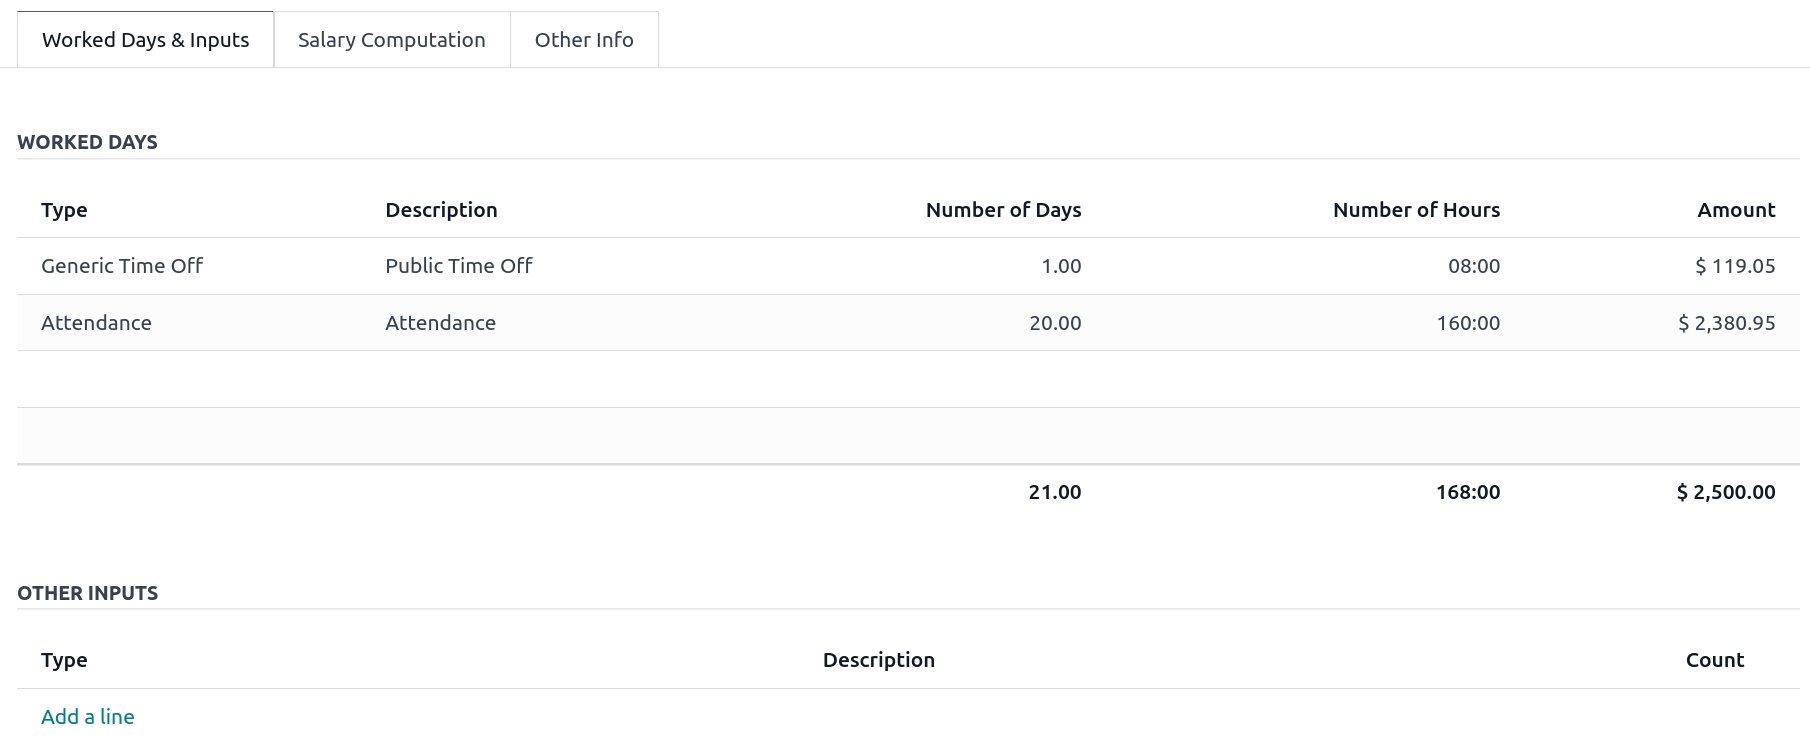 Worked Days & Inputs Salary Computation Other Info
WORKED DAYS
Type Description Number of Days Number of Hours Amount
Generic Time Off Public Time Off 1.00 08:00 $ 119.05
Attendance Attendance 20.00 160:00 $ 2,380.95
21.00 168:00 $ 2,500.00
OTHER INPUTS
Type Description Count
Add a line